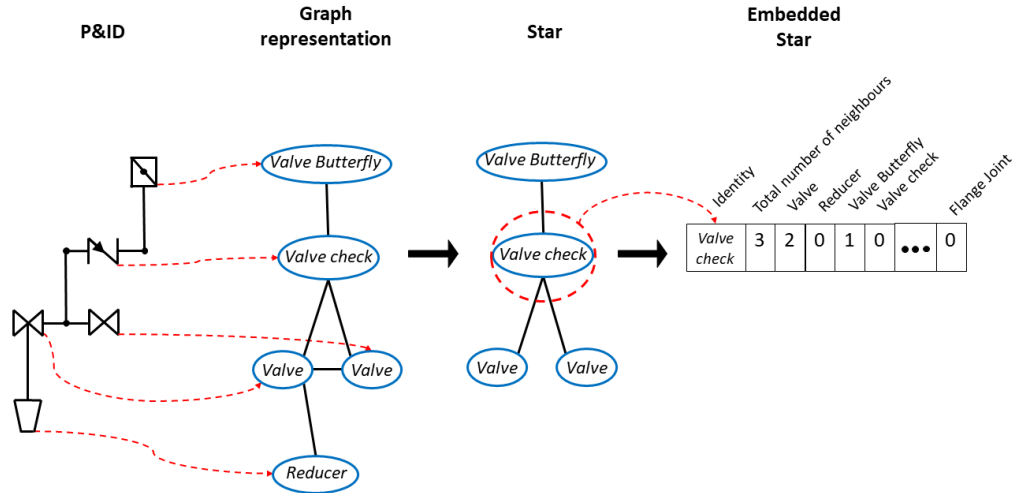 P&ID
Graph
representation
Star
Embedded
Star
Identity
Total number of neighbours
Valve
Reducer
Valve Butterfly
Valve check
Flange Joint
Valve Butterfly
Valve check
Valve
Valve
Reducer
Valve Butterfly
Valve check
Valve
Valve
Valve
check
3 2 0 1 0 ••• 0